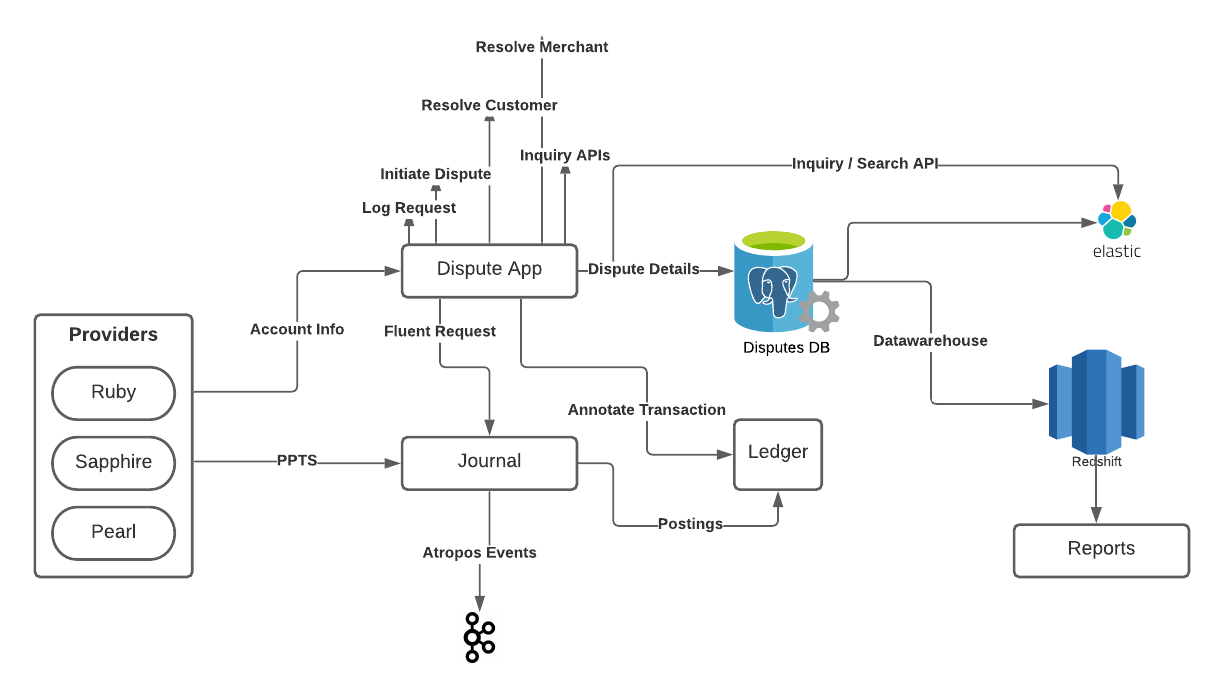 Resolve Merchant
Resolve Customer
Inquiry APIs
Inquiry / Search API
Initiate Dispute
Log Request
elastic
Dispute App
Dispute Details
Account Info
Fluent Request
Providers
Disputes DB
Datawarehouse
Ruby
Annotate Transaction
Sapphire
PPTS
Journal
Ledger
Redshift
Postings
Pearl
Atropos Events
Reports